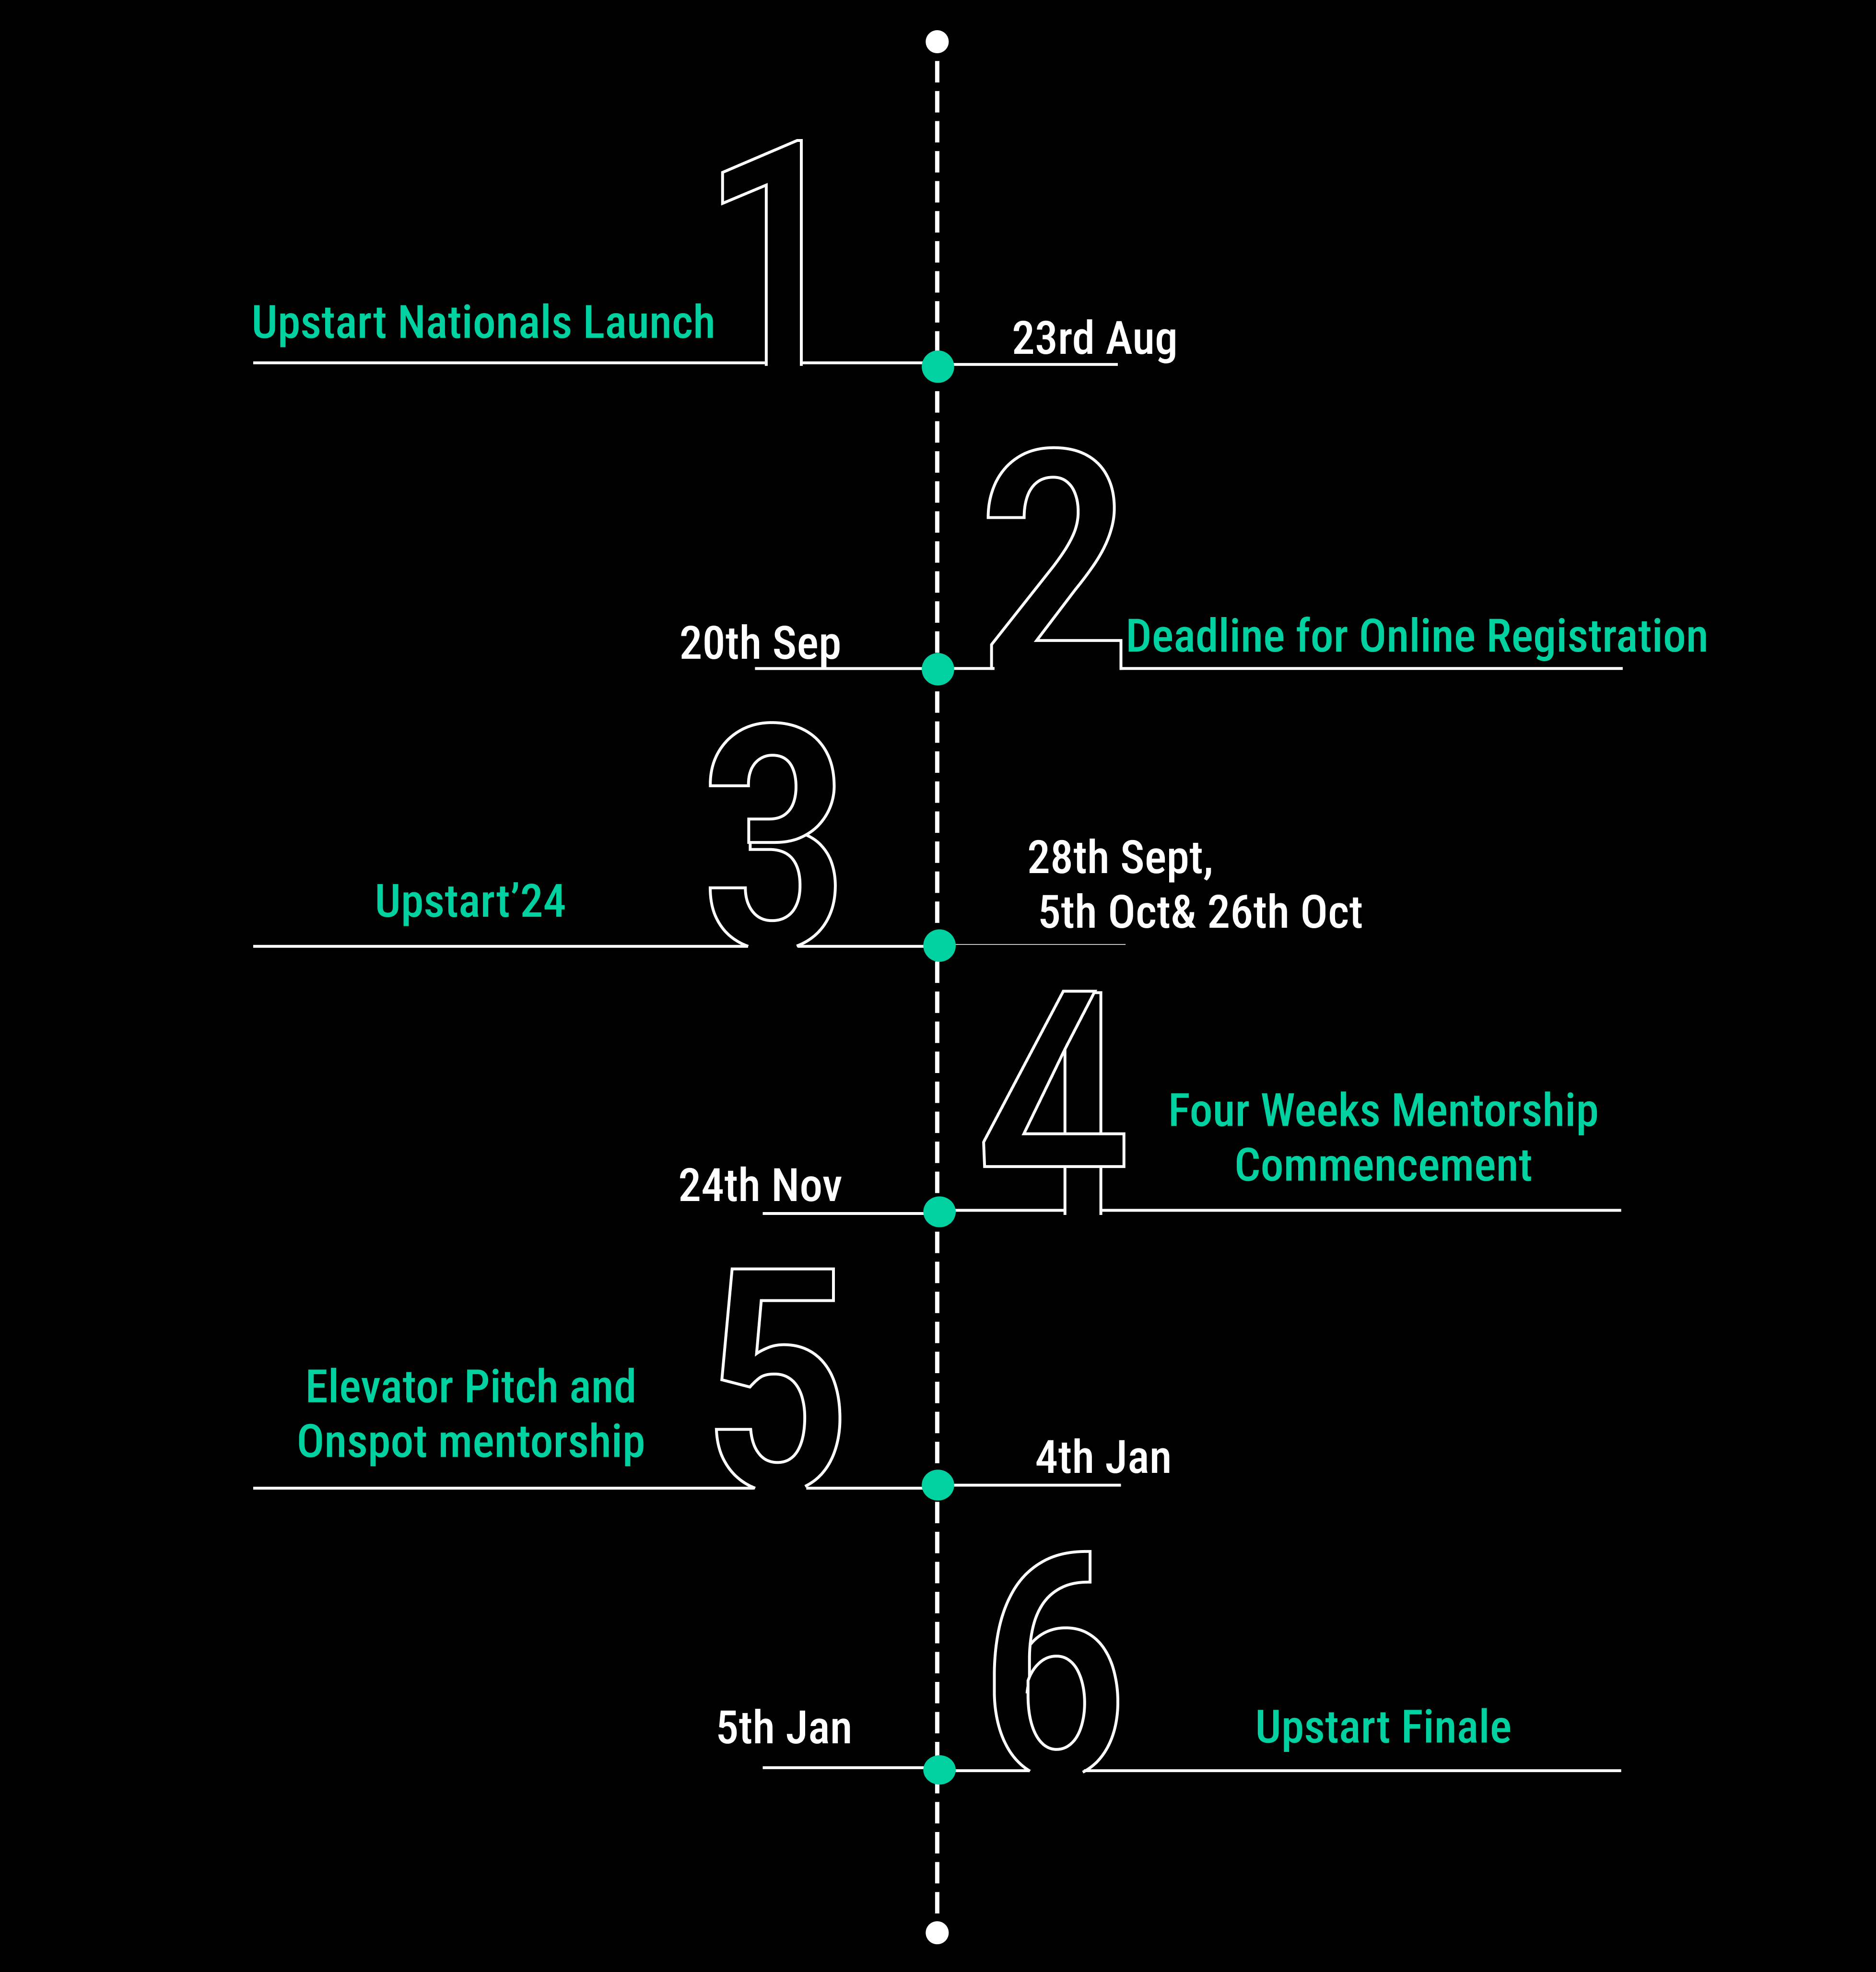 1
Upstart Nationals Launch
23rd Aug
2
20th Sep
Deadline for Online Registration
3
Upstart’24
28th Sept,
5th Oct& 26th Oct
4
Four Weeks Mentorship
Commencement
24th Nov
5
Elevator Pitch and
Onspot mentorship
4th Jan
6
5th Jan
Upstart Finale